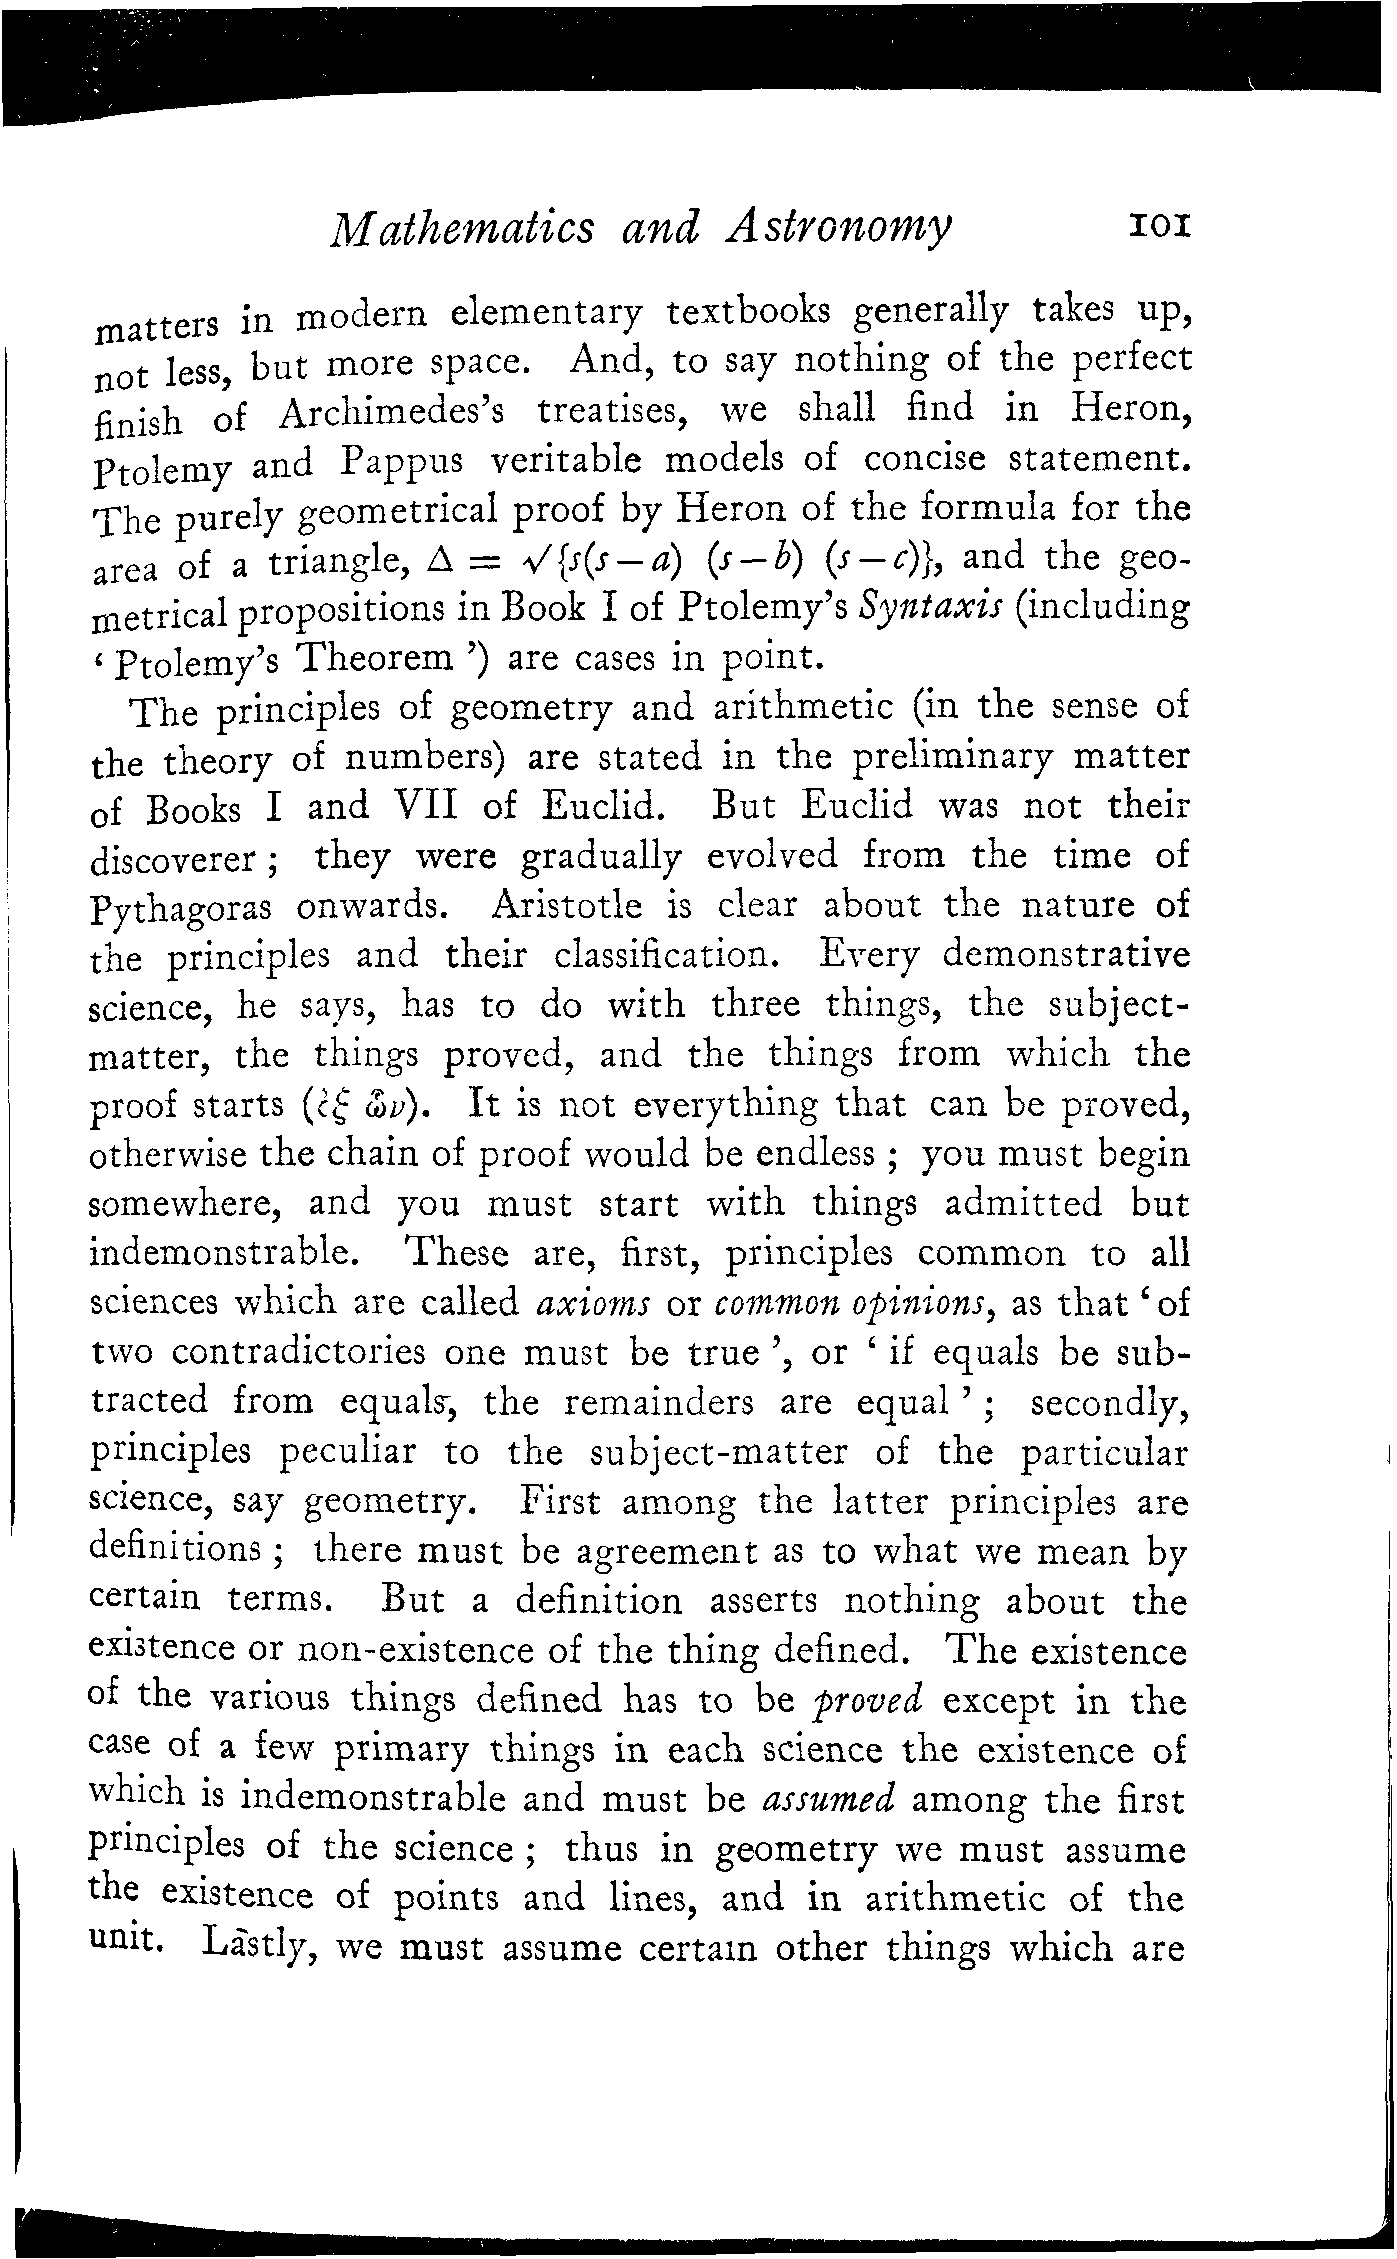 Mathematics and Astronomy 101
matters in modern elementary textbooks generally takes up,
not less, but more space. And, to say nothing of the perfect
finish of Archimedes's treatises, we shall find in Heron,
Ptolemy and Pappus veritable models of concise statement.
The purely geometrical proof by Heron of the formula for the
area of a triangle, Δ = √{s(s−a) (s−b) (s−c)}, and the geo-
metrical propositions in Book I of Ptolemy's Syntaxis (including
‘ Ptolemy's Theorem ’) are cases in point.
The principles of geometry and arithmetic (in the sense of
the theory of numbers) are stated in the preliminary matter
of Books I and VII of Euclid. But Euclid was not their
discoverer ; they were gradually evolved from the time of
Pythagoras onwards. Aristotle is clear about the nature of
the principles and their classification. Every demonstrative
science, he says, has to do with three things, the subject-
matter, the things proved, and the things from which the
proof starts (ἐξ ὧν). It is not everything that can be proved,
otherwise the chain of proof would be endless ; you must begin
somewhere, and you must start with things admitted but
indemonstrable. These are, first, principles common to all
sciences which are called axioms or common opinions, as that ‘ of
two contradictories one must be true ’, or ‘ if equals be sub-
tracted from equals, the remainders are equal ’ ; secondly,
principles peculiar to the subject-matter of the particular
science, say geometry. First among the latter principles are
definitions ; there must be agreement as to what we mean by
certain terms. But a definition asserts nothing about the
existence or non-existence of the thing defined. The existence
of the various things defined has to be proved except in the
case of a few primary things in each science the existence of
which is indemonstrable and must be assumed among the first
principles of the science ; thus in geometry we must assume
the existence of points and lines, and in arithmetic of the
unit. Lastly, we must assume certain other things which are